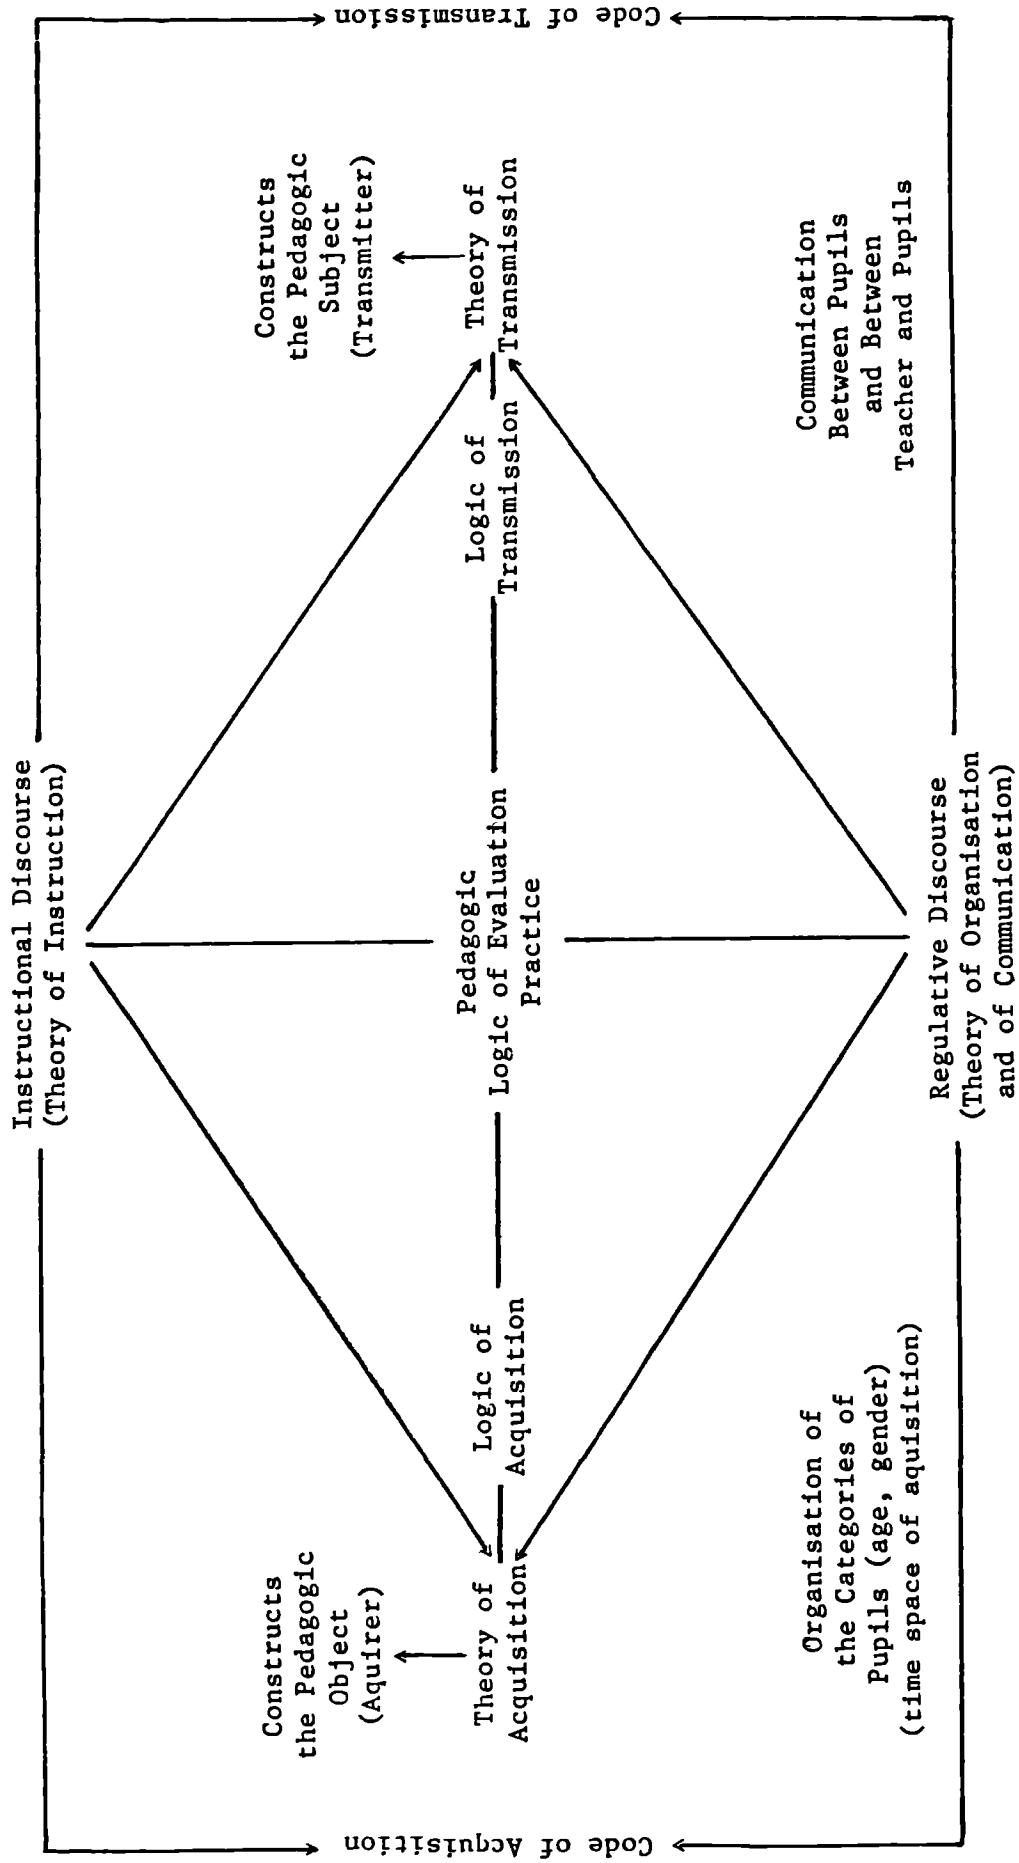 Instructional Discourse
(Theory of Instruction)
Code of Acquisition
Code of Transmission
Constructs
the Pedagogic
Object
(Aquirer)
Constructs
the Pedagogic
Subject
(Transmitter)
Theory of
Acquisition
Logic of
Acquisition
Pedagogic
Logic of Evaluation
Practice
Logic of
Transmission
Theory of
Transmission
Organisation of
the Categories of
Pupils (age, gender)
(time space of aquisition)
Communication
Between Pupils
and Between
Teacher and Pupils
Regulative Discourse
(Theory of Organisation
and of Communication)